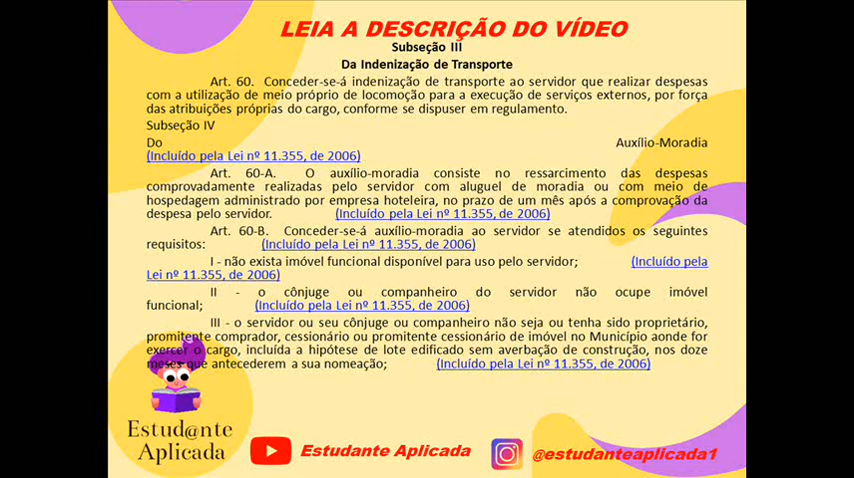 LEIA A DESCRIÇÃO DO VÍDEO
Subseção III
Da Indenização de Transporte
Art. 60. Conceder-se-á indenização de transporte ao servidor que realizar despesas
com a utilização de meio próprio de locomoção para a execução de serviços externos, por força
das atribuições próprias do cargo, conforme se dispuser em regulamento.
Subseção IV
Do Auxílio-Moradia
(Incluído pela Lei nº 11.355, de 2006)
Art. 60-A. O auxílio-moradia consiste no ressarcimento das despesas
comprovadamente realizadas pelo servidor com aluguel de moradia ou com meio de
hospedagem administrado por empresa hoteleira, no prazo de um mês após a comprovação da
despesa pelo servidor. (Incluído pela Lei nº 11.355, de 2006)
Art. 60-B. Conceder-se-á auxílio-moradia ao servidor se atendidos os seguintes
requisitos: (Incluído pela Lei nº 11.355, de 2006)
I - não exista imóvel funcional disponível para uso pelo servidor; (Incluído pela
Lei nº 11.355, de 2006)
II - o cônjuge ou companheiro do servidor não ocupe imóvel
funcional; (Incluído pela Lei nº 11.355, de 2006)
III - o servidor ou seu cônjuge ou companheiro não seja ou tenha sido proprietário,
promitente comprador, cessionário ou promitente cessionário de imóvel no Município aonde for
exercer o cargo, incluída a hipótese de lote edificado sem averbação de construção, nos doze
meses que antecederem a sua nomeação; (Incluído pela Lei nº 11.355, de 2006)
Estud@nte
Aplicada
Estudante Aplicada
@estudanteaplicada1